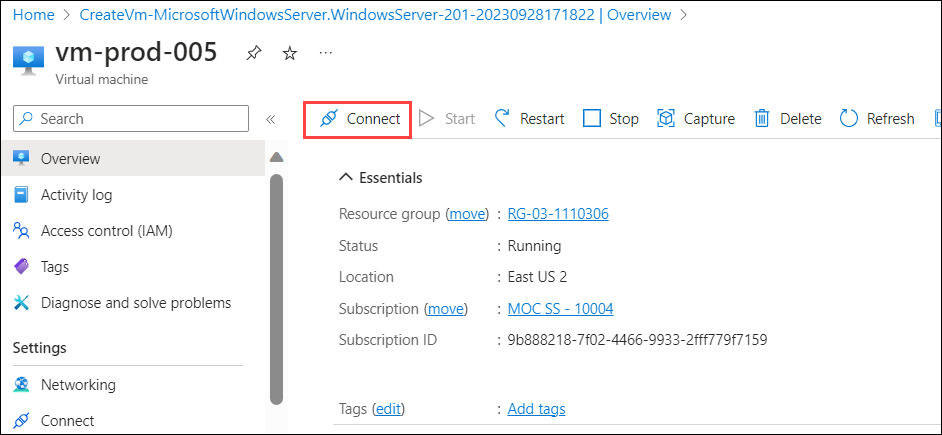 Home > CreateVm-MicrosoftWindowsServer.WindowsServer-201-20230928171822 | Overview >
vm-prod-005
Virtual machine
Search
Connect Start Restart Stop Capture Delete Refresh
Overview
Activity log
Access control (IAM)
Tags
Diagnose and solve problems
Settings
Networking
Connect
Essentials
Resource group (move) : RG-03-1110306
Status : Running
Location : East US 2
Subscription (move) : MOC SS - 10004
Subscription ID : 9b888218-7f02-4466-9933-2fff779f7159
Tags (edit) : Add tags